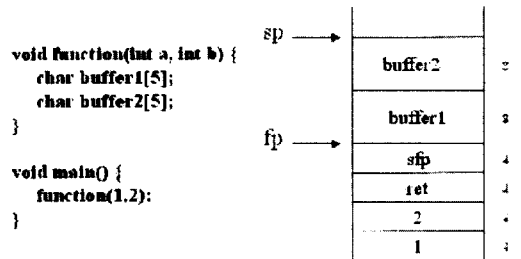 void function(int a, int b) {
char buffer1[5];
char buffer2[5];
}
void main() {
function(1,2);
}
sp
buffer2
buffer1
fp
sfp
ret
2
1